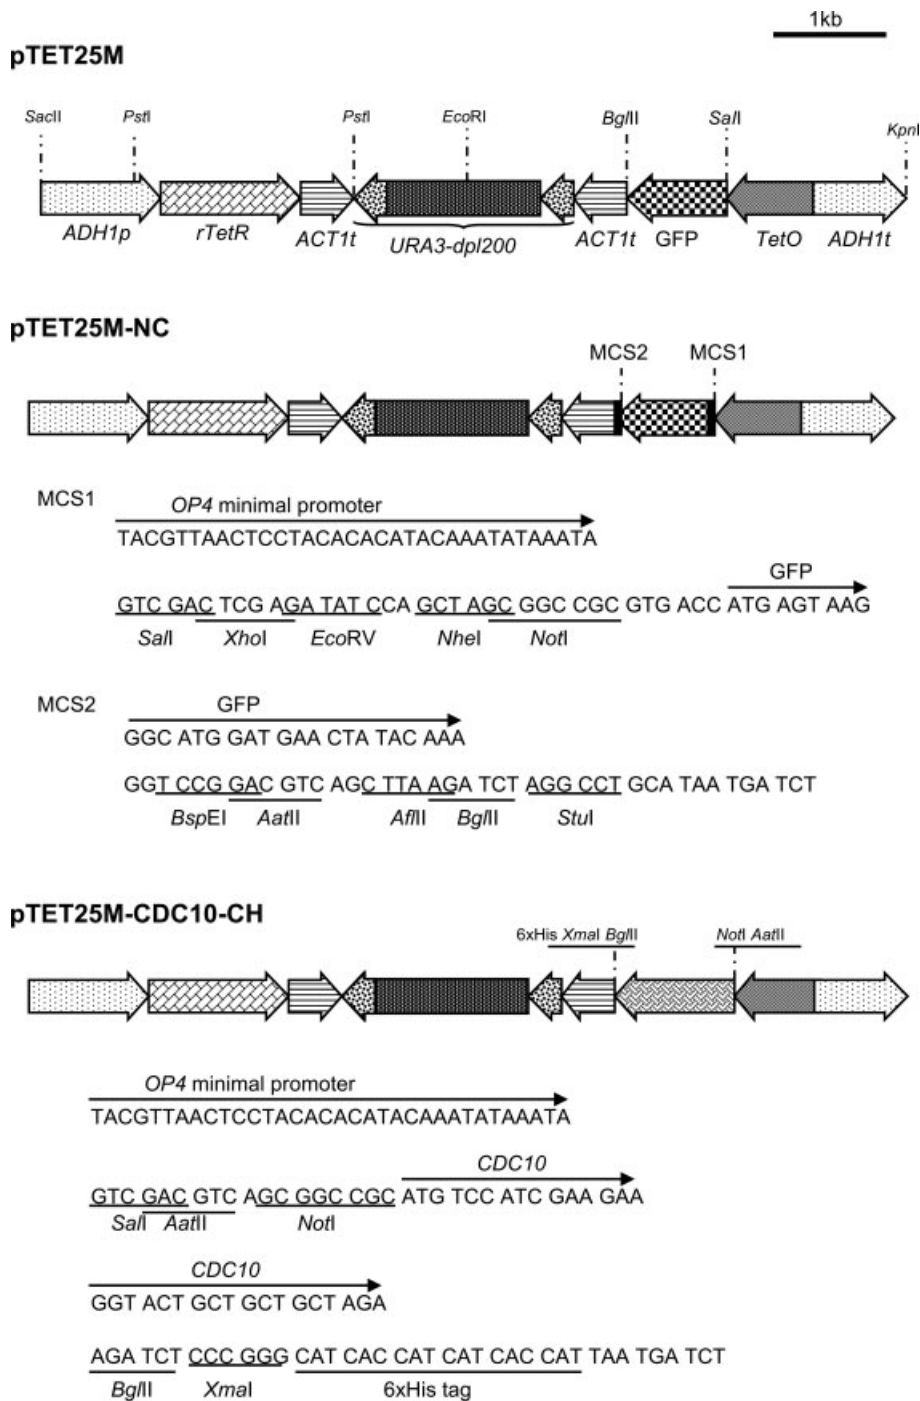 1kb
pTET25M
SacII PstI PstI EcoRI BglII SalI KpnI
ADH1p rTetR ACT1t URA3-dpl200 ACT1t GFP TetO ADH1t
pTET25M-NC
MCS2 MCS1
MCS1 OP4 minimal promoter
TACGTTAACTCCTACACACATACAAATATAAATA
GFP
GTC GAC TCGA GATATC CA GCTAGC GGC CGC GTG ACC ATG AGT AAG
SalI XhoI EcoRV NheI NotI
MCS2 GFP
GGC ATG GAT GAA CTA TAC AAA
GGT CCG GAC GTC AGC TTA AGA TCT AGG CCT GCA TAA TGA TCT
BspEI AatII AflII BglII StuI
pTET25M-CDC10-CH
6xHis XmaI BglII NotI AatII
OP4 minimal promoter
TACGTTAACTCCTACACACATACAAATATAAATA
CDC10
GTC GAC GTC AGC GGC CGC ATG TCC ATC GAA GAA
SalI AatII NotI
CDC10
GGT ACT GCT GCT GCT AGA
AGA TCT CCC GGG CAT CAC CAT CAT CAC CAT TAA TGA TCT
BglII XmaI 6xHis tag